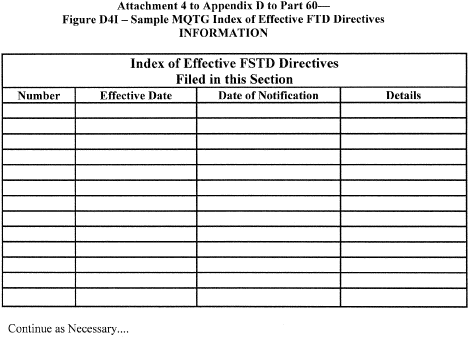 Attachment 4 to Appendix D to Part 60—
Figure D4I – Sample MQTG Index of Effective FTD Directives
INFORMATION
Index of Effective FSTD Directives
Filed in this Section
Number Effective Date Date of Notification Details
Continue as Necessary....